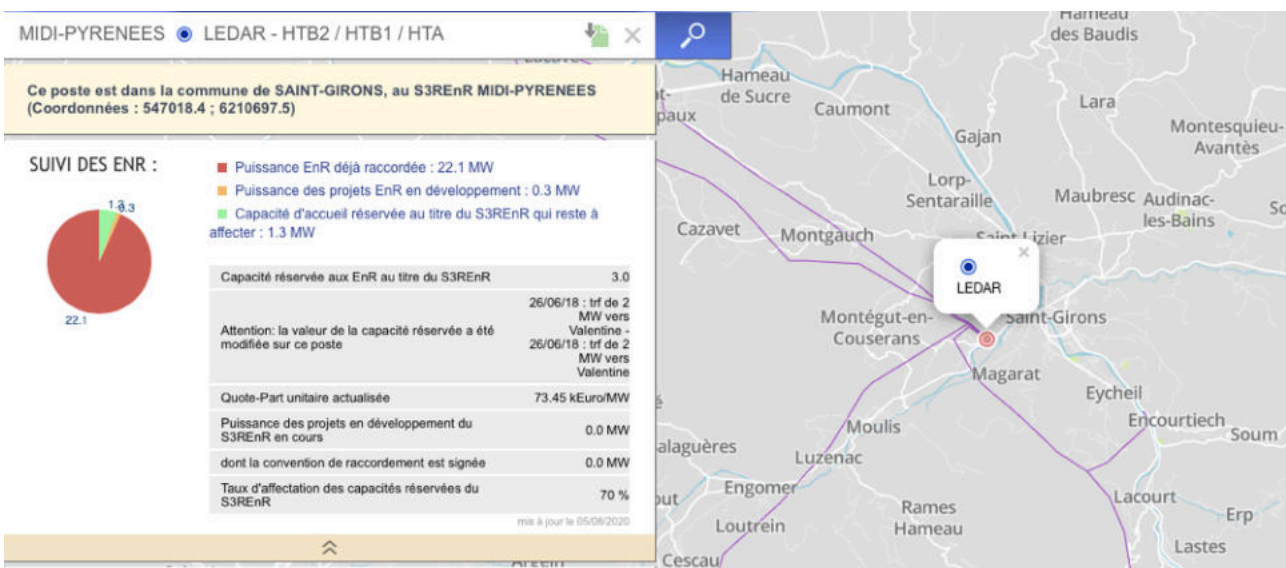 MIDI-PYRENEES LEDAR - HTB2 / HTB1 / HTA
Ce poste est dans la commune de SAINT-GIRONS, au S3REnR MIDI-PYRENEES
(Coordonnées : 547018.4 ; 6210697.5)
SUIVI DES ENR :
Puissance EnR déjà raccordée : 22.1 MW
Puissance des projets EnR en développement : 0.3 MW
Capacité d'accueil réservée au titre du S3REnR qui reste à
affecter : 1.3 MW
1.3
0.3
22.1
Capacité réservée aux EnR au titre du S3REnR 3.0
Attention: la valeur de la capacité réservée a été
modifiée sur ce poste
26/06/18 : trf de 2
MW vers
Valentine -
26/06/18 : trf de 2
MW vers
Valentine
Quote-Part unitaire actualisée 73.45 kEuro/MW
Puissance des projets en développement du
S3REnR en cours 0.0 MW
dont la convention de raccordement est signée 0.0 MW
Taux d'affectation des capacités réservées du
S3REnR 70 %
mis à jour le 05/08/2020
Hameau
des Baudis
Hameau
de Sucre
Caumont
Lara
Gajan
Montesquieu-
Avantès
Lorp-
Sentaraille
Maubresc
Audinac-
les-Bains
Cazavet
Montgauch
Saint-Lizier
LEDAR
Montégut-en-
Couserans
Saint-Girons
Magarat
Eycheil
Encourtiech
Soum
Moulis
Luzenac
Engomer
Rames
Hameau
Lacourt
Erp
Loutrein
Lastes
Cescau